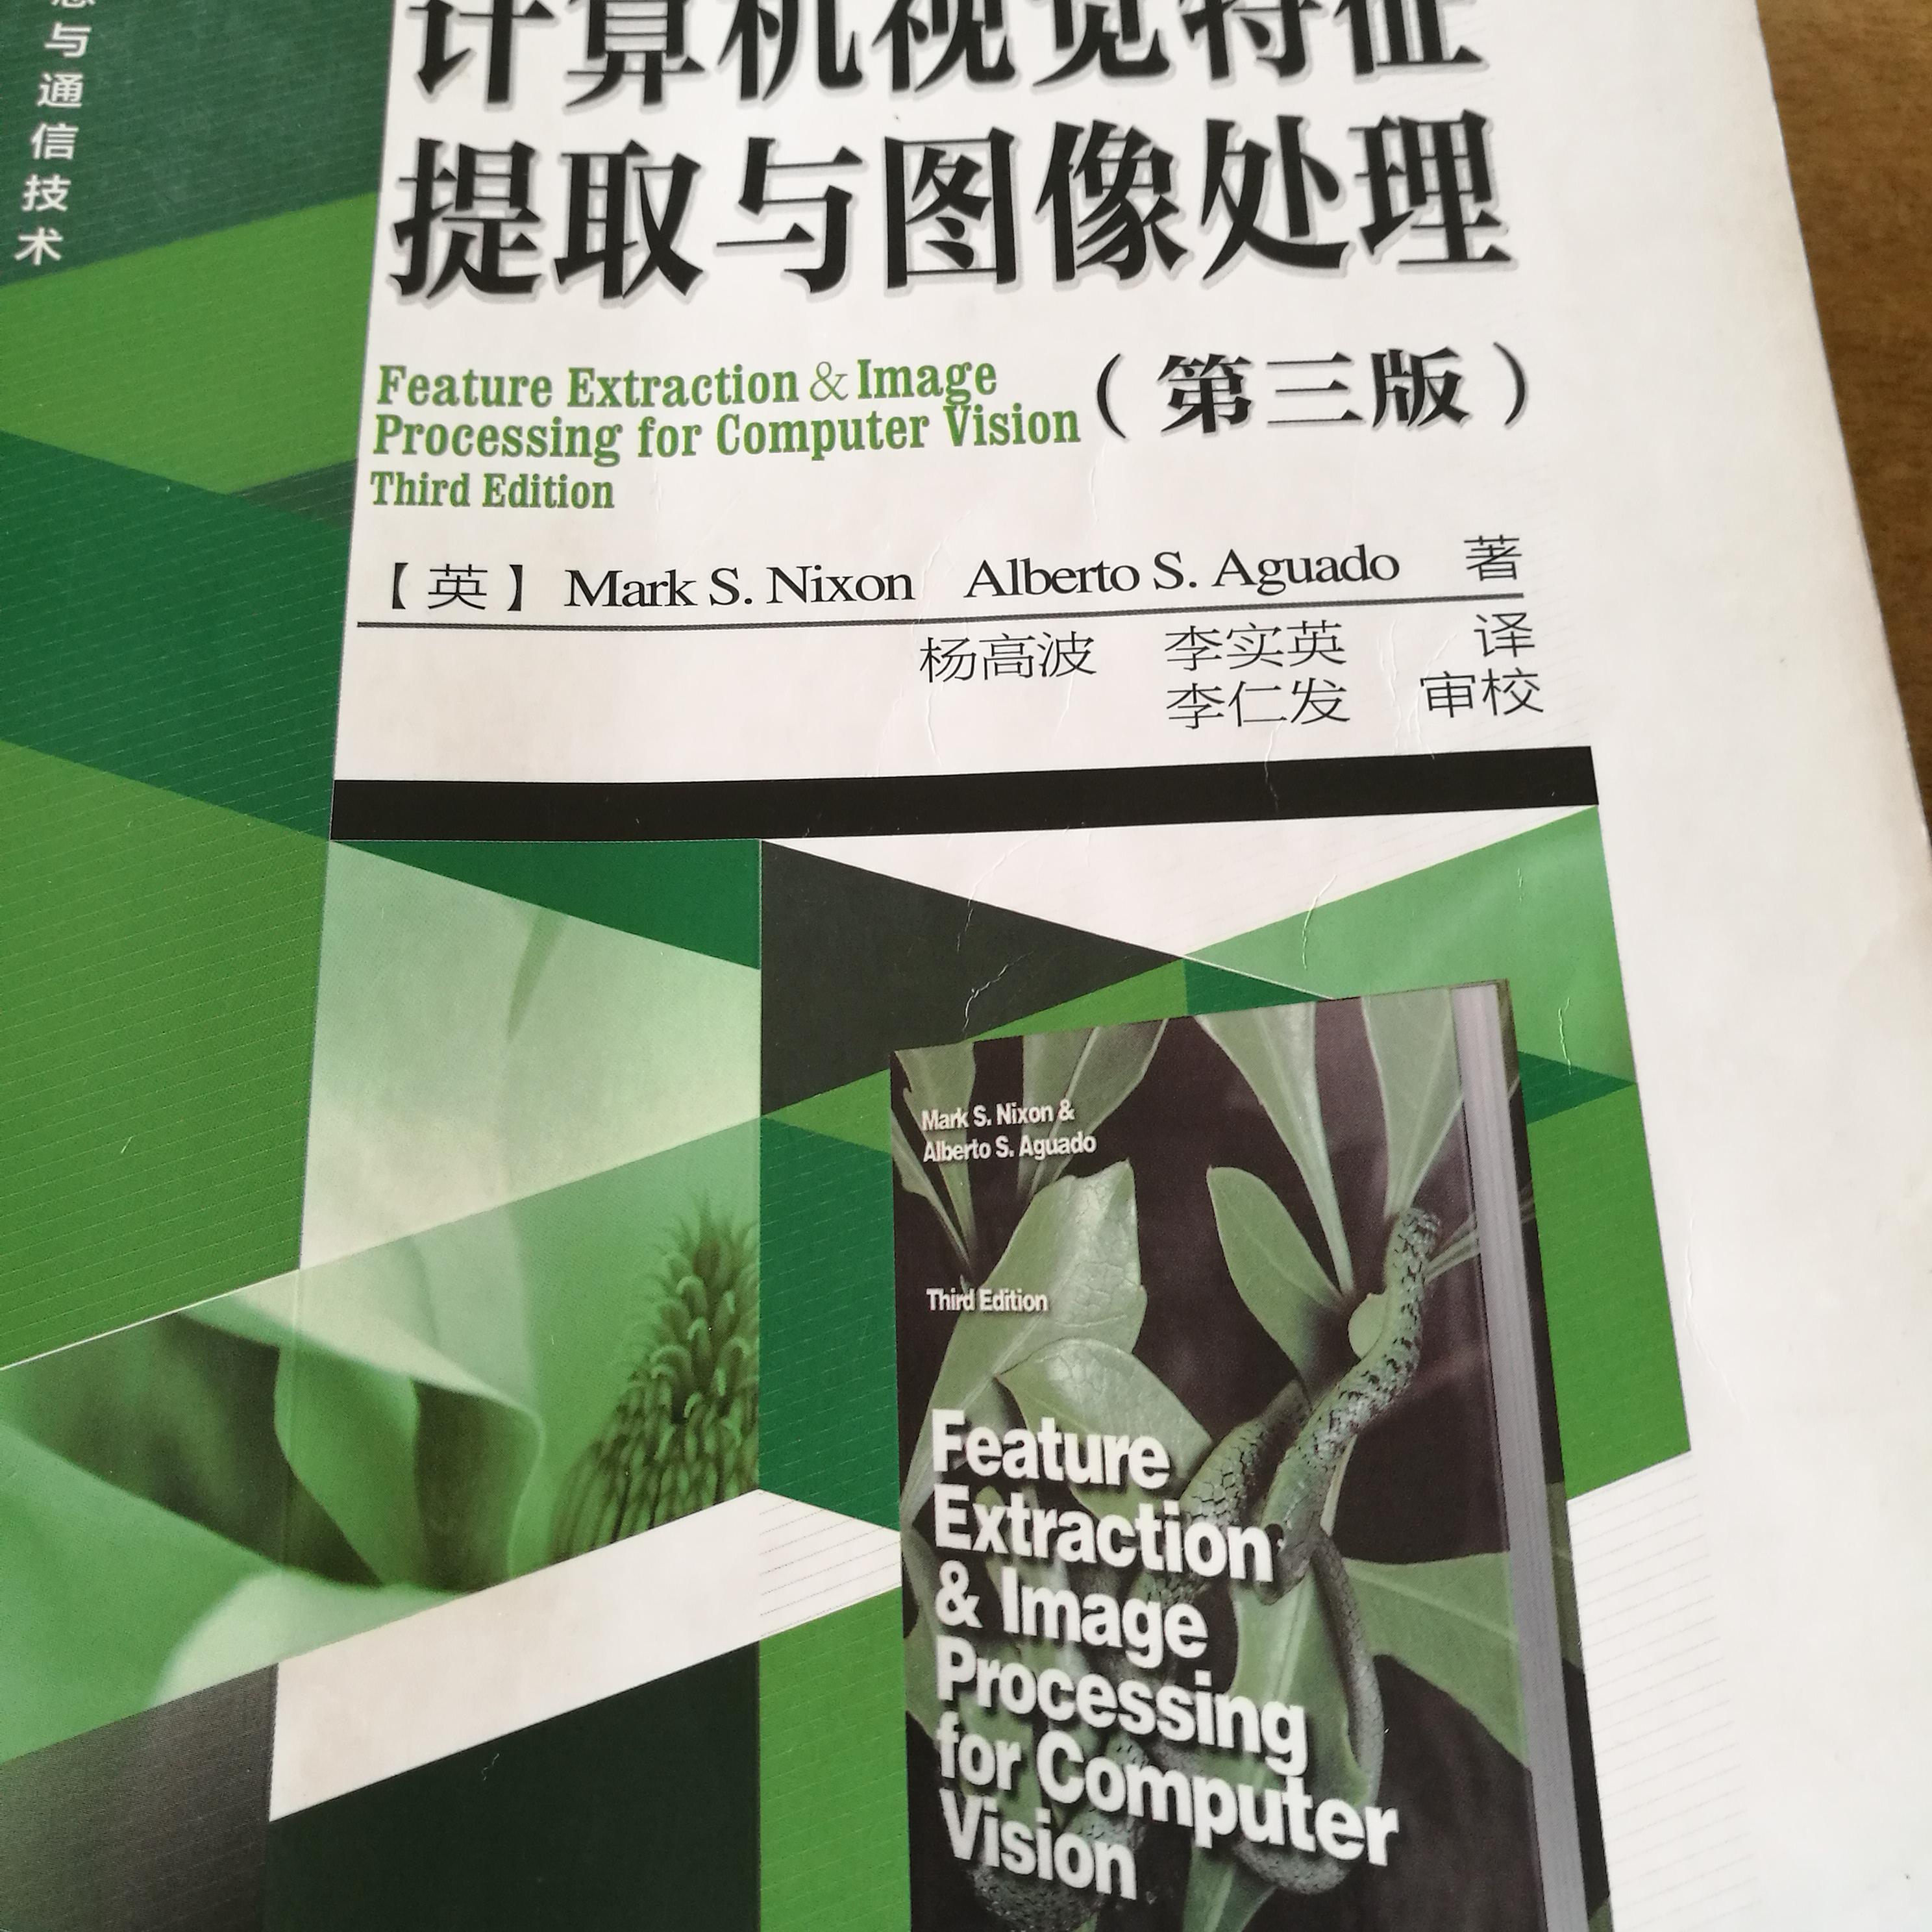 与通信技术
计算机视觉特征
提取与图像处理
Feature Extraction & Image
Processing for Computer Vision
（第三版）
Third Edition
【英】 Mark S. Nixon Alberto S. Aguado 著
杨高波 李实英 译
李仁发 审校
Mark S. Nixon &
Alberto S. Aguado
Third Edition
Feature
Extraction
& Image
Processing
for Computer
Vision